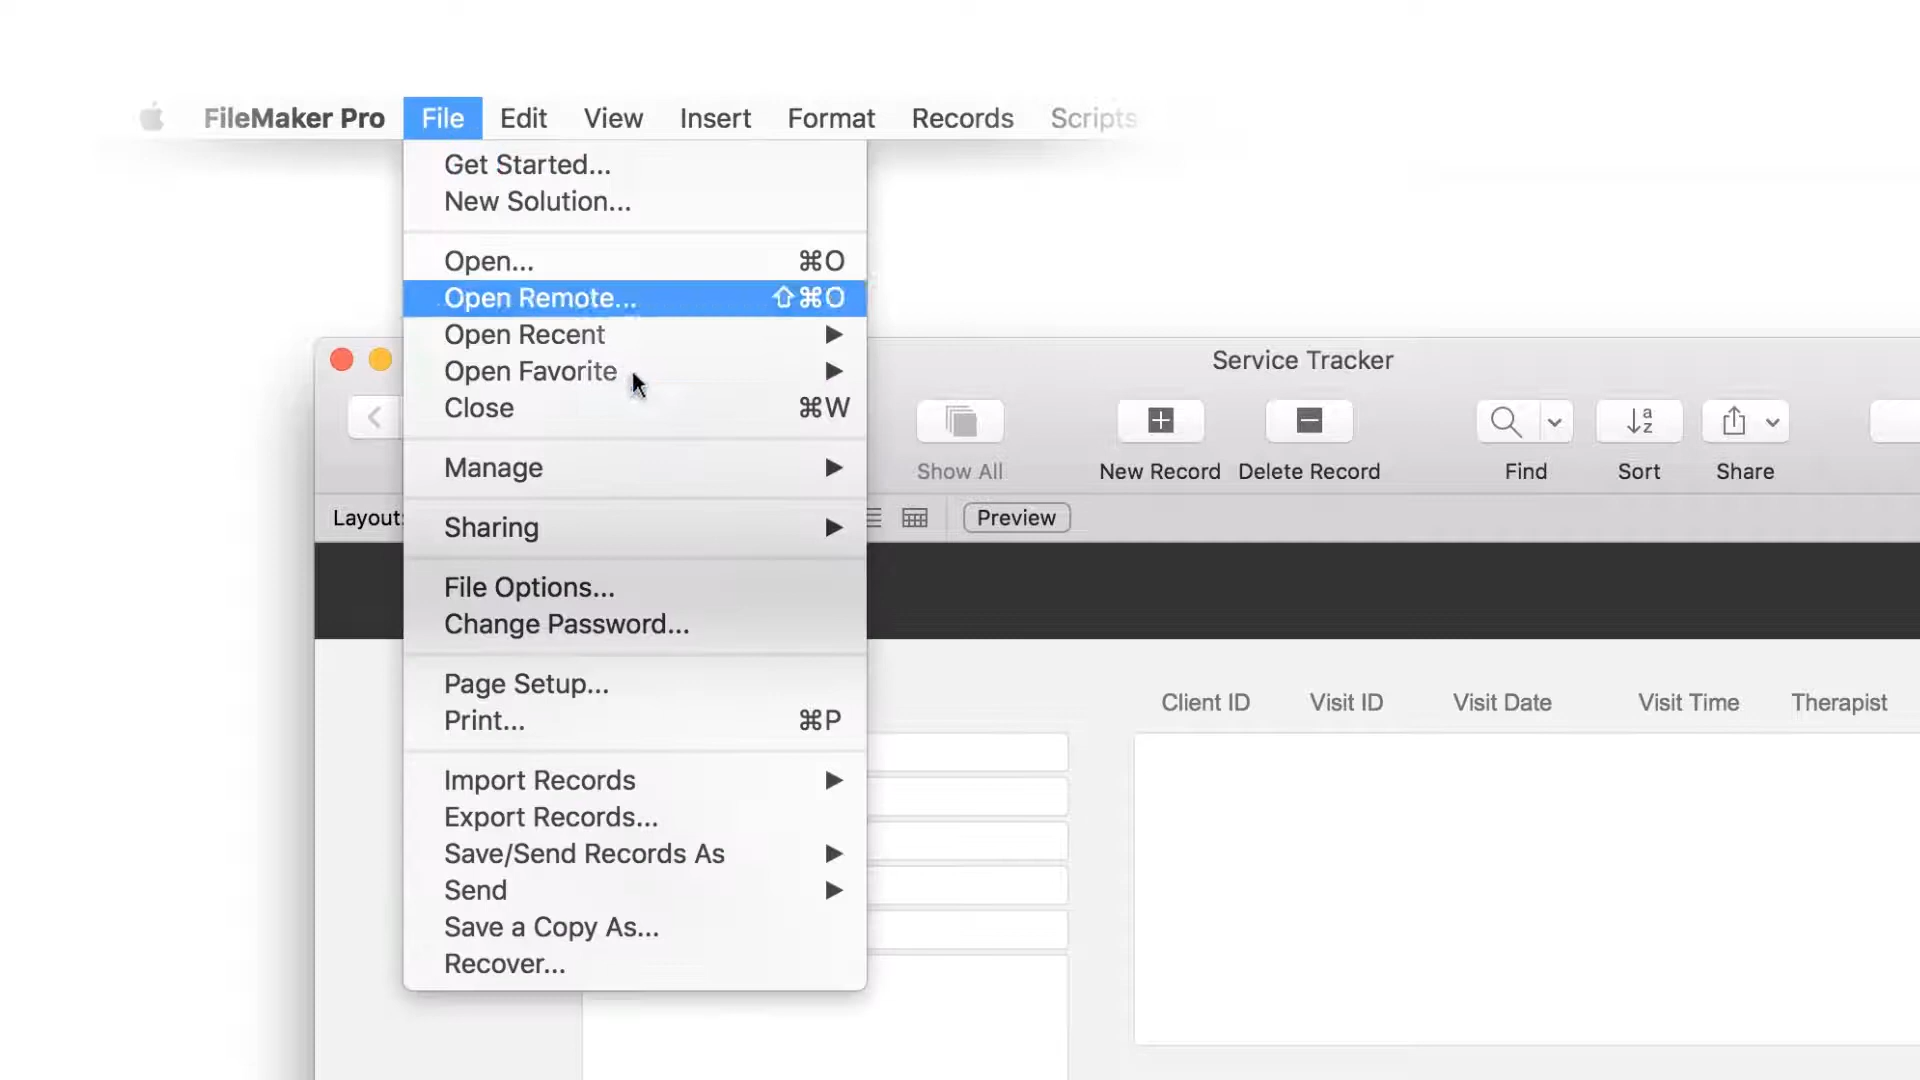 FileMaker Pro File Edit View Insert Format Records Scripts
Get Started...
New Solution...
Open... ⌘O
Open Remote... ⇧⌘O
Open Recent ▶
Open Favorite ▶
Close ⌘W
Manage ▶
Sharing ▶
File Options...
Change Password...
Page Setup...
Print... ⌘P
Import Records ▶
Export Records...
Save/Send Records As ▶
Send ▶
Save a Copy As...
Recover...
Service Tracker
Show All New Record Delete Record Find Sort Share
Layout: Preview
Client ID Visit ID Visit Date Visit Time Therapist